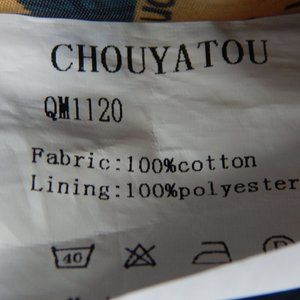 CHOUYATOU
QM1120
Fabric:100%cotton
Lining:100%polyester
40
P